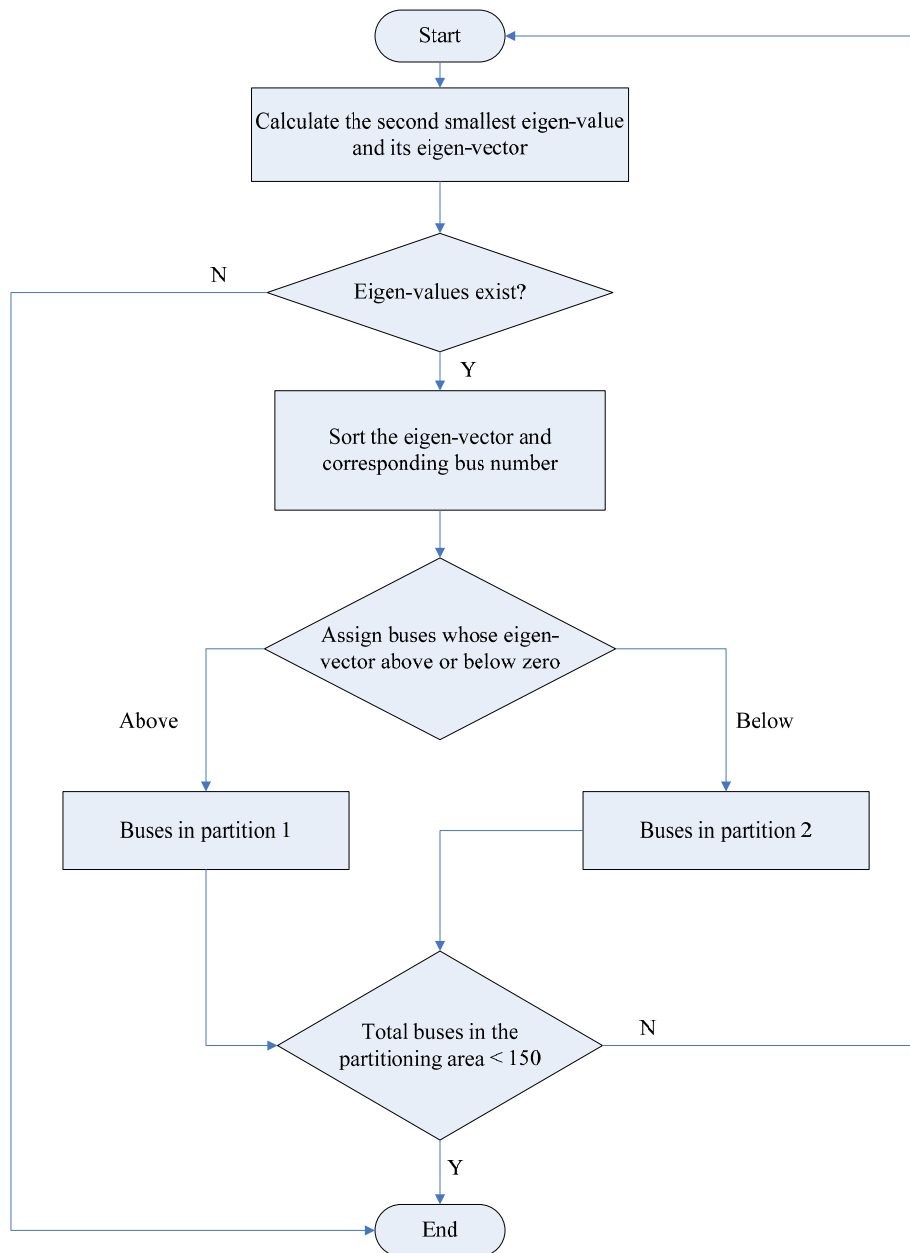 Start
Calculate the second smallest eigen-value
and its eigen-vector
N
Eigen-values exist?
Y
Sort the eigen-vector and
corresponding bus number
Assign buses whose eigen-
vector above or below zero
Above
Below
Buses in partition 1
Buses in partition 2
Total buses in the
partitioning area < 150
N
Y
End